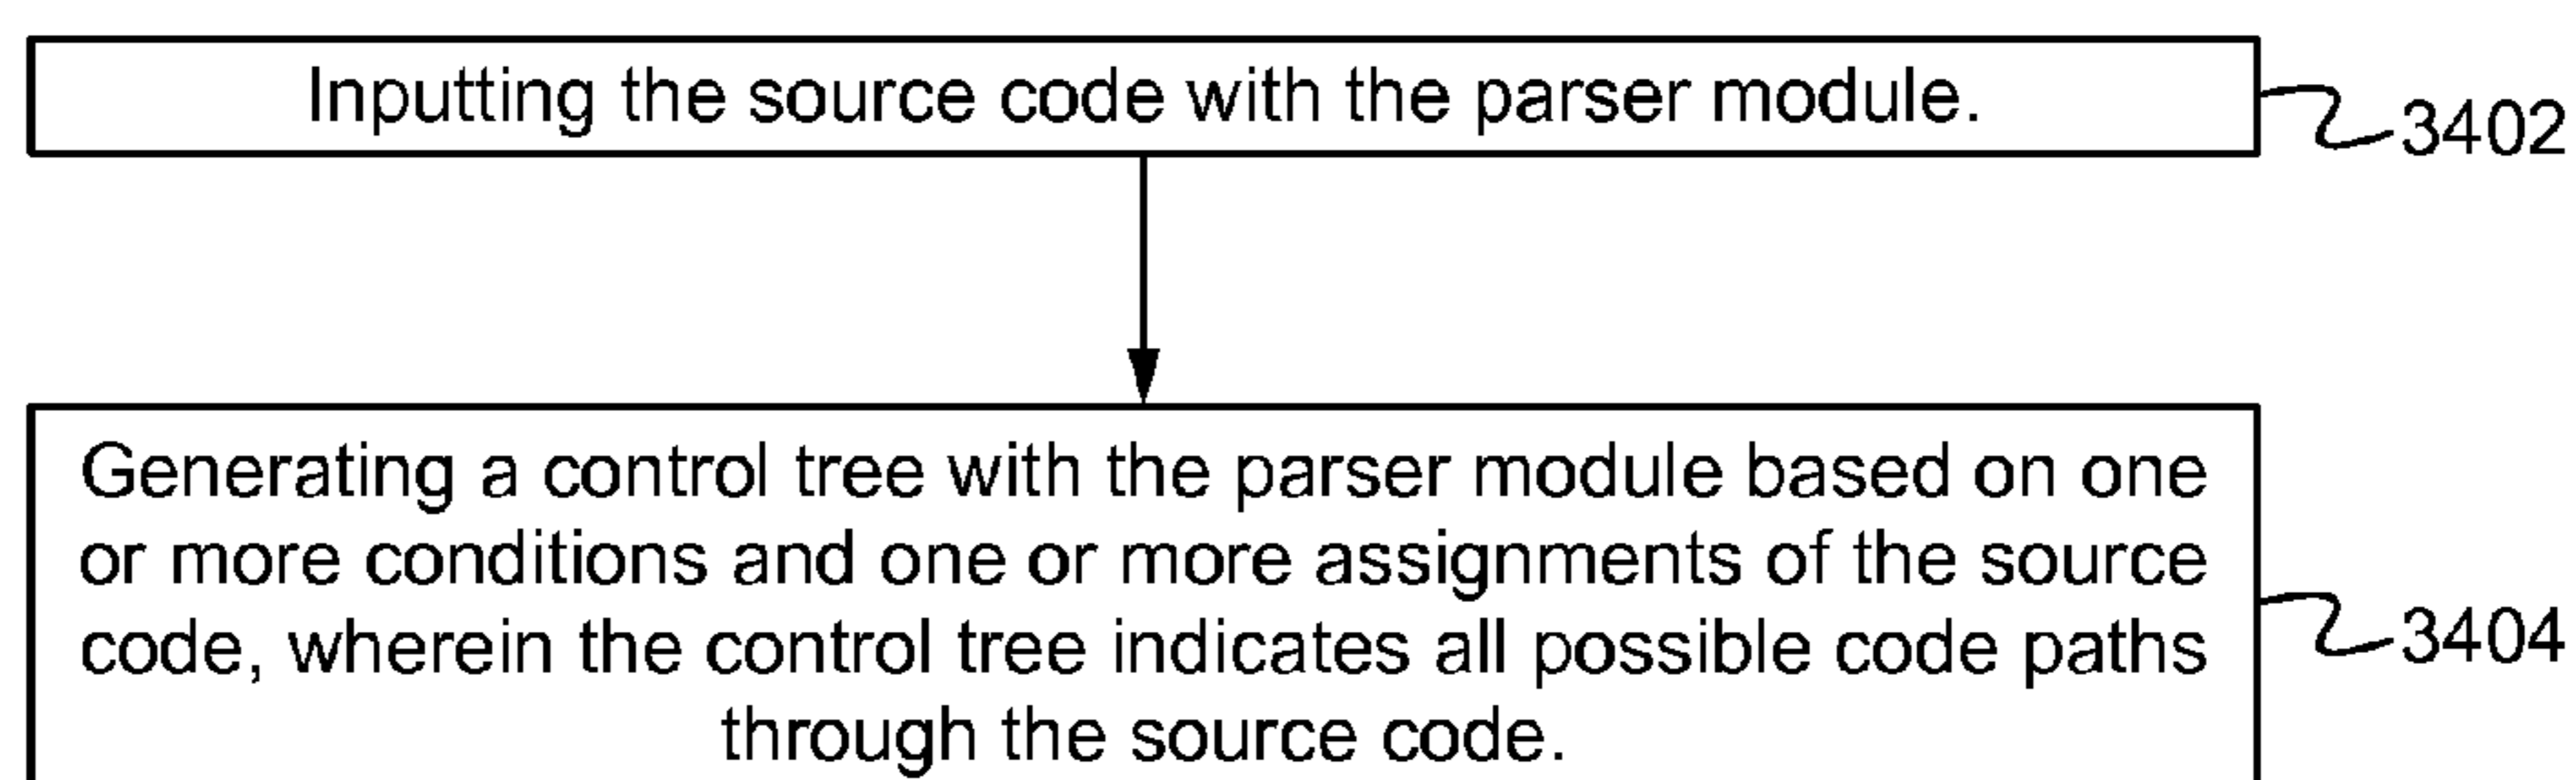 Inputting the source code with the parser module.
3402
Generating a control tree with the parser module based on one
or more conditions and one or more assignments of the source
code, wherein the control tree indicates all possible code paths
through the source code.
3404